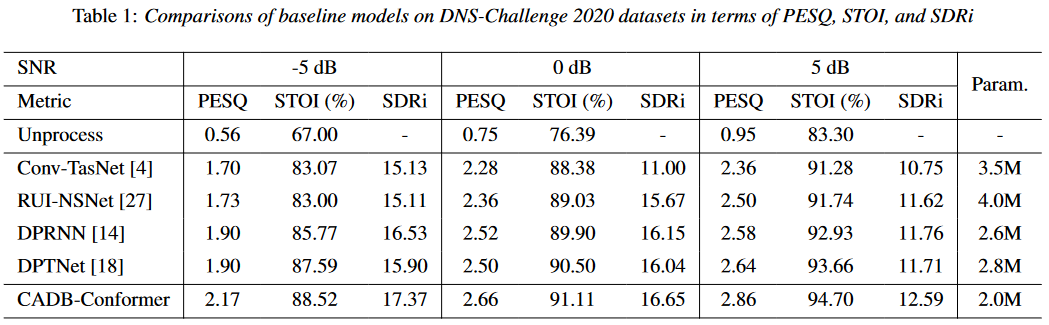 Table 1: Comparisons of baseline models on DNS-Challenge 2020 datasets in terms of PESQ, STOI, and SDRi
SNR -5 dB 0 dB 5 dB Param.
Metric PESQ STOI (%) SDRi PESQ STOI (%) SDRi PESQ STOI (%) SDRi
Unprocess 0.56 67.00 - 0.75 76.39 - 0.95 83.30 - -
Conv-TasNet [4] 1.70 83.07 15.13 2.28 88.38 11.00 2.36 91.28 10.75 3.5M
RUI-NSNet [27] 1.73 83.00 15.11 2.36 89.03 15.67 2.50 91.74 11.62 4.0M
DPRNN [14] 1.90 85.77 16.53 2.52 89.90 16.15 2.58 92.93 11.76 2.6M
DPTNet [18] 1.90 87.59 15.90 2.50 90.50 16.04 2.64 93.66 11.71 2.8M
CADB-Conformer 2.17 88.52 17.37 2.66 91.11 16.65 2.86 94.70 12.59 2.0M